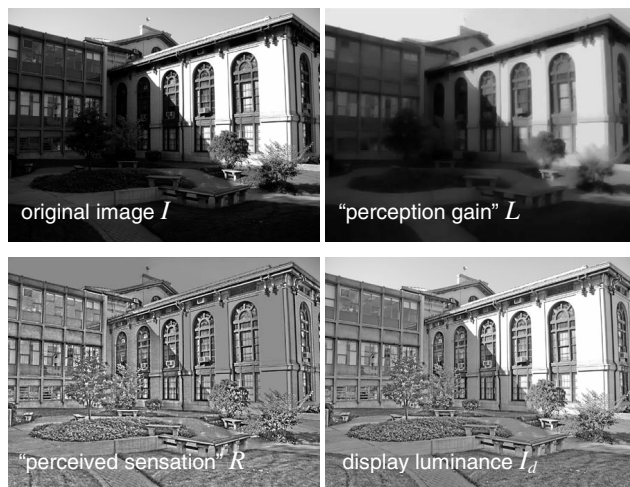 original image I
“perception gain” L
“perceived sensation” R
display luminance I_d